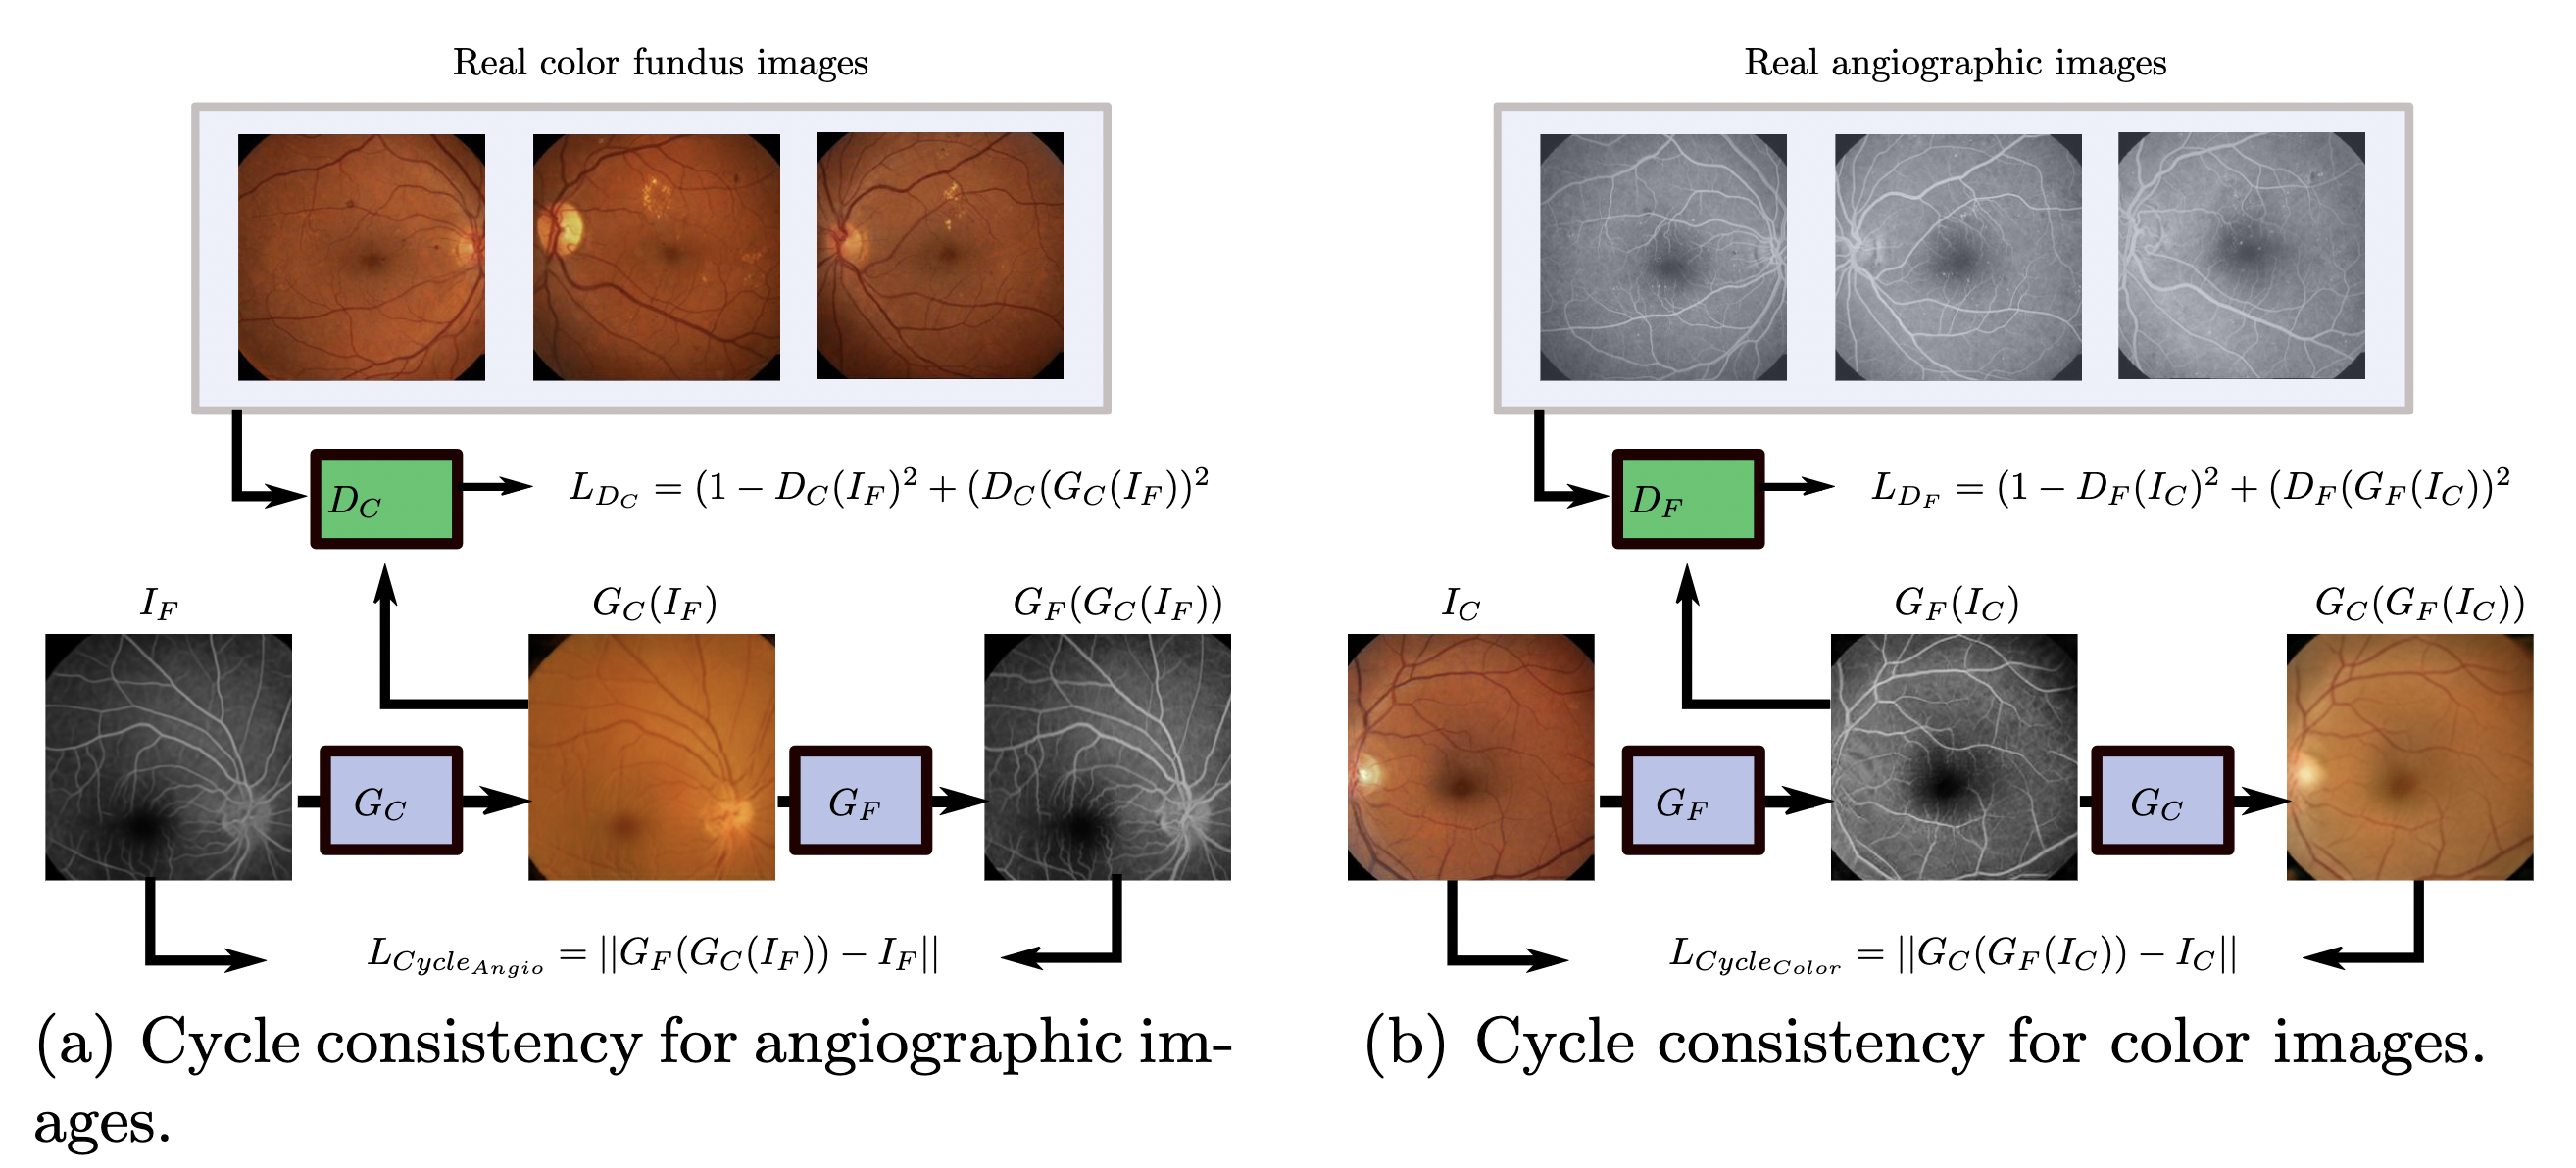 Real color fundus images
D_C
L_{D_C} = (1 − D_C(I_F)^2 + (D_C(G_C(I_F))^2
I_F
G_C(I_F)
G_F(G_C(I_F))
G_C
G_F
L_{Cycle_{Angio}} = ||G_F(G_C(I_F)) − I_F||
(a) Cycle consistency for angiographic im-
ages.
Real angiographic images
D_F
L_{D_F} = (1 − D_F(I_C)^2 + (D_F(G_F(I_C))^2
I_C
G_F(I_C)
G_C(G_F(I_C))
G_F
G_C
L_{Cycle_{Color}} = ||G_C(G_F(I_C)) − I_C||
(b) Cycle consistency for color images.